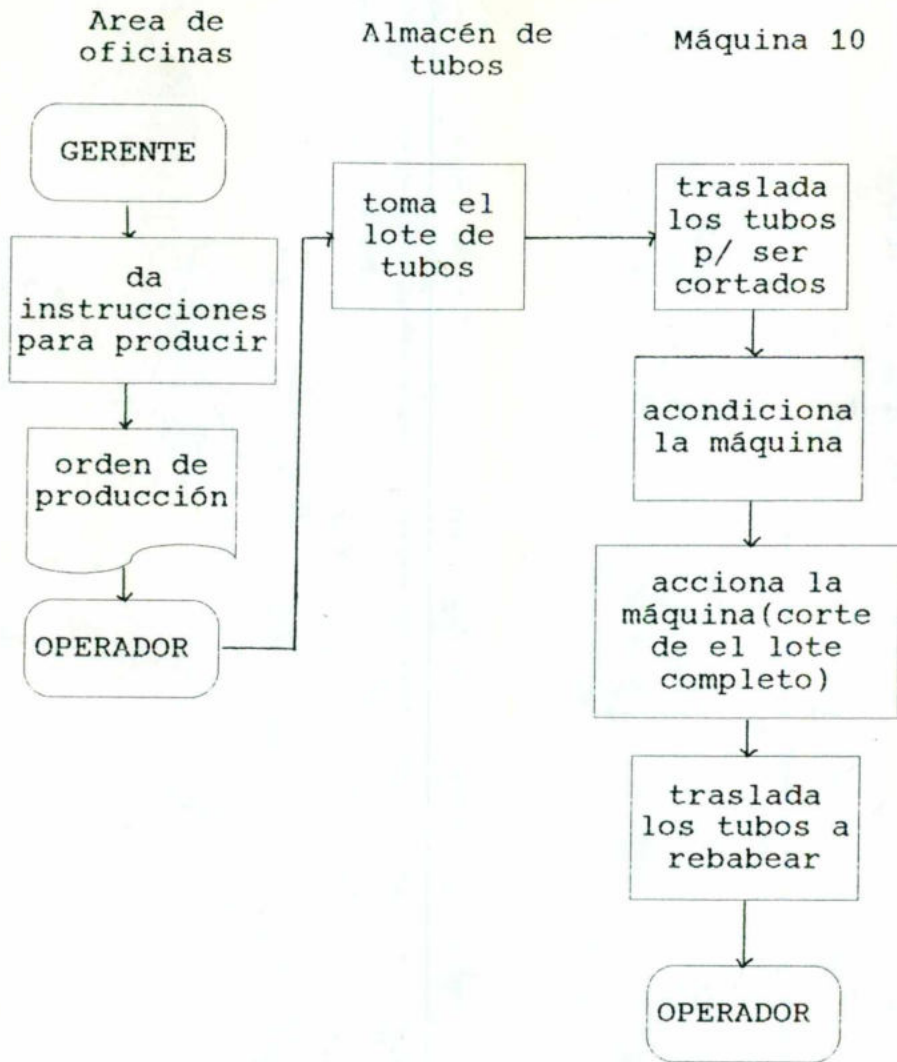 Area de
oficinas
Almacén de
tubos
Máquina 10
GERENTE
da
instrucciones
para producir
orden de
producción
OPERADOR
toma el
lote de
tubos
traslada
los tubos
p/ ser
cortados
acondiciona
la máquina
acciona la
máquina(corte
de el lote
completo)
traslada
los tubos a
rebabear
OPERADOR